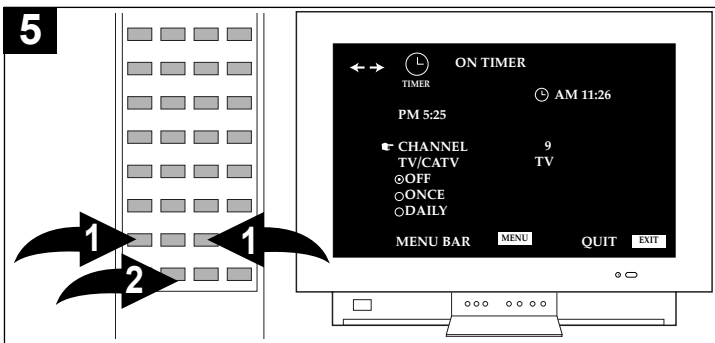 5
ON TIMER
TIMER
AM 11:26
PM 5:25
CHANNEL 9
TV/CATV TV
OFF
ONCE
DAILY
1 1
MENU BAR MENU QUIT EXIT
2